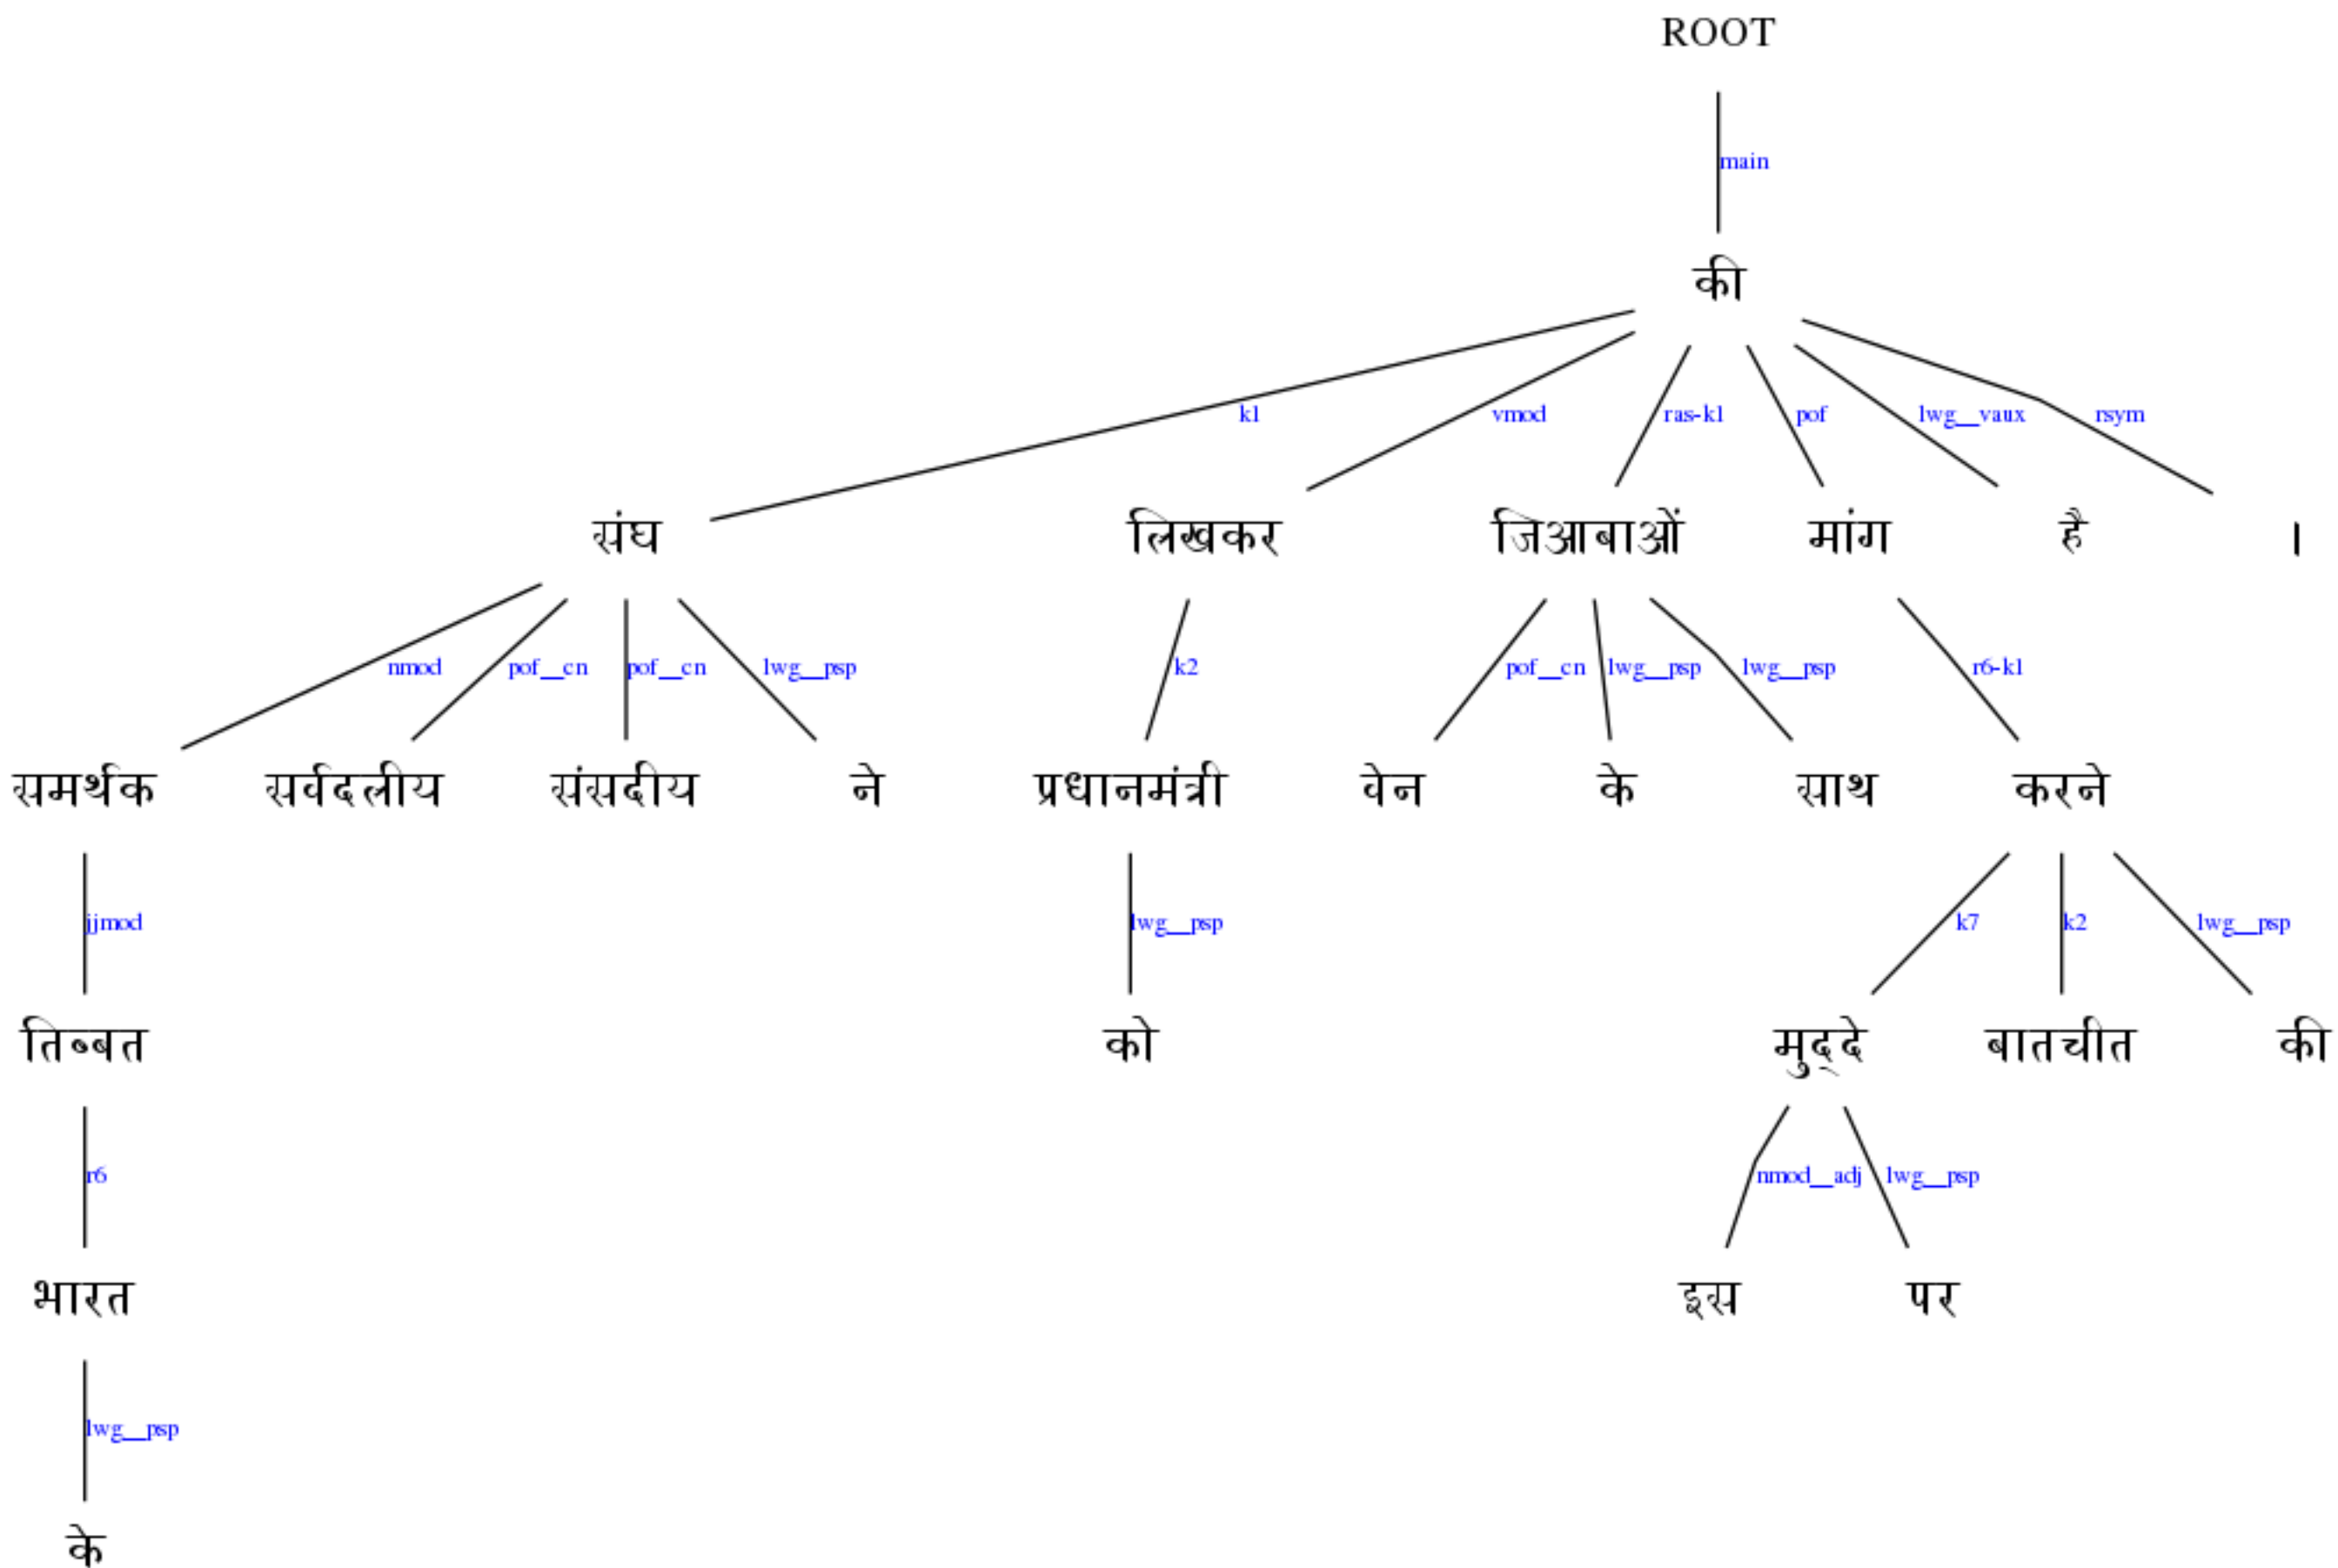 ROOT
main
की
k1 vmod ras-k1 pof lwg__vaux rsym
संघ लिखकर जिआबाओं मांग है ।
nmod pof__cn pof__cn lwg__psp k2 pof__cn lwg__psp lwg__psp r6-k1
समर्थक सर्वदलीय संसदीय ने प्रधानमंत्री वेन के साथ करने
jjmod lwg__psp k7 k2 lwg__psp
तिब्बत को मुद्दे बातचीत की
r6 nmod__adj lwg__psp
भारत इस पर
lwg__psp
के